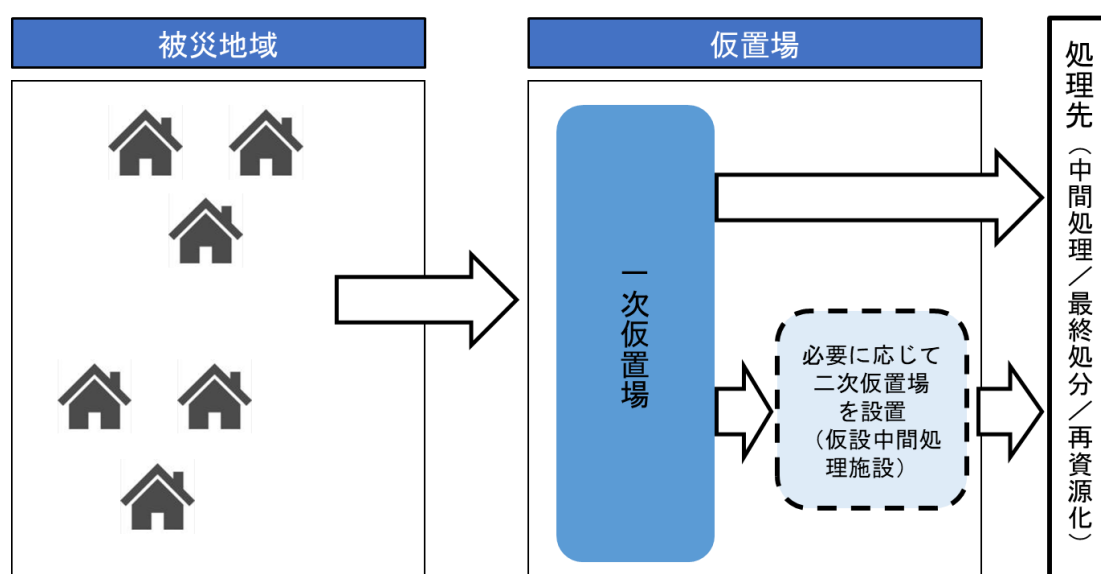 被災地域
仮置場
一次仮置場
必要に応じて
二次仮置場
を設置
（仮設中間処
理施設）
処理先（中間処理／最終処分／再資源化）